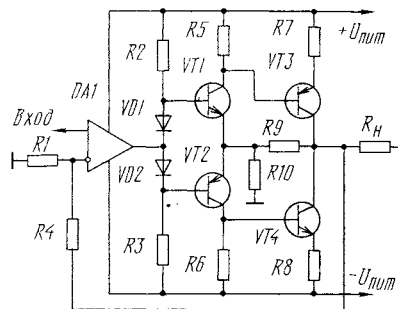 R5
R7
+Uпит
R2
VT1
VT3
DA1
VD1
Вход
R9
Rн
R1
VT2
VD2
R10
R4
VT4
R3
R6
R8
-Uпит